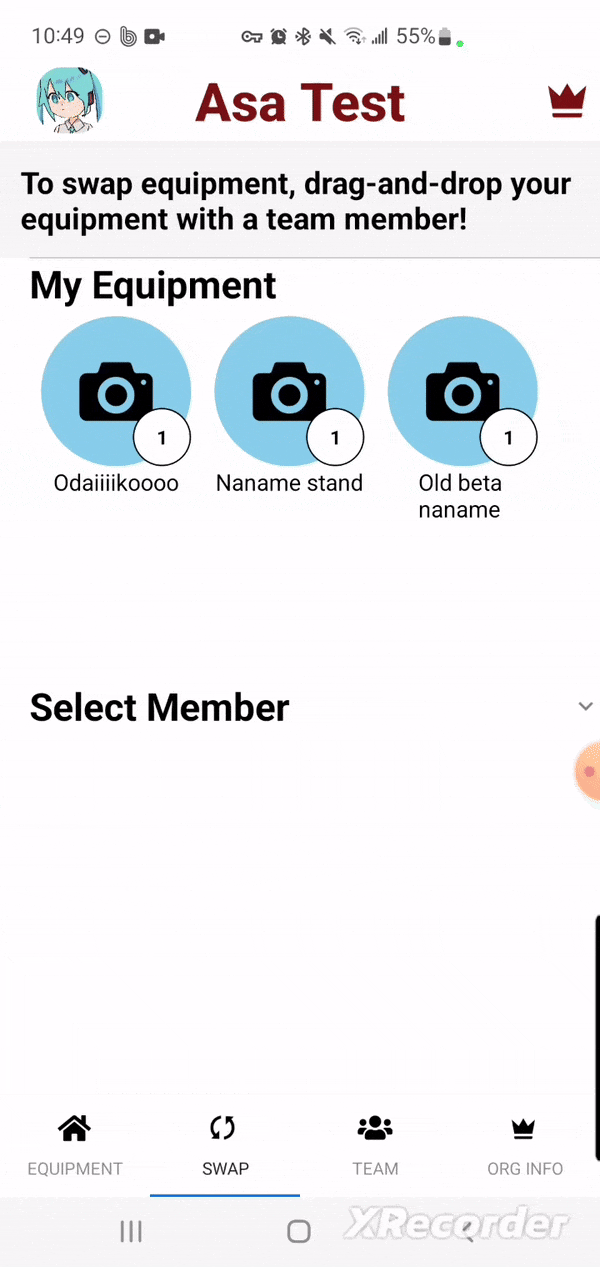 10:49 55%
Asa Test
To swap equipment, drag-and-drop your
equipment with a team member!
My Equipment
1 1 1
Odaiiiikoooo Naname stand Old beta
naname
Select Member
EQUIPMENT SWAP TEAM ORG INFO
XRecorder